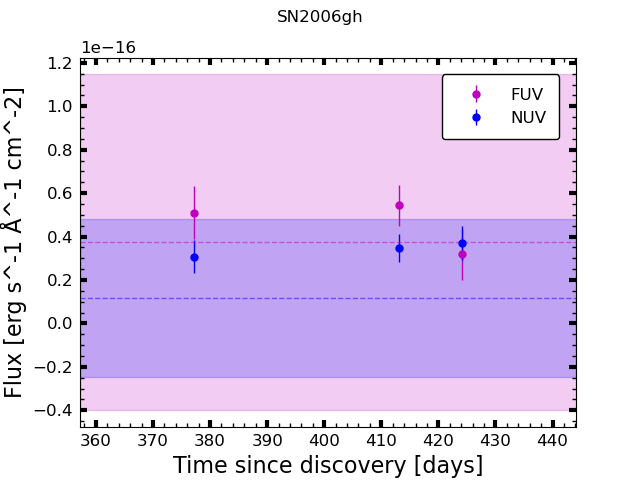 SN2006gh
1e−16
1.2
1.0
0.8
0.6
0.4
0.2
0.0
−0.2
−0.4
Flux [erg s^-1 Å^-1 cm^-2]
FUV
NUV
360 370 380 390 400 410 420 430 440
Time since discovery [days]